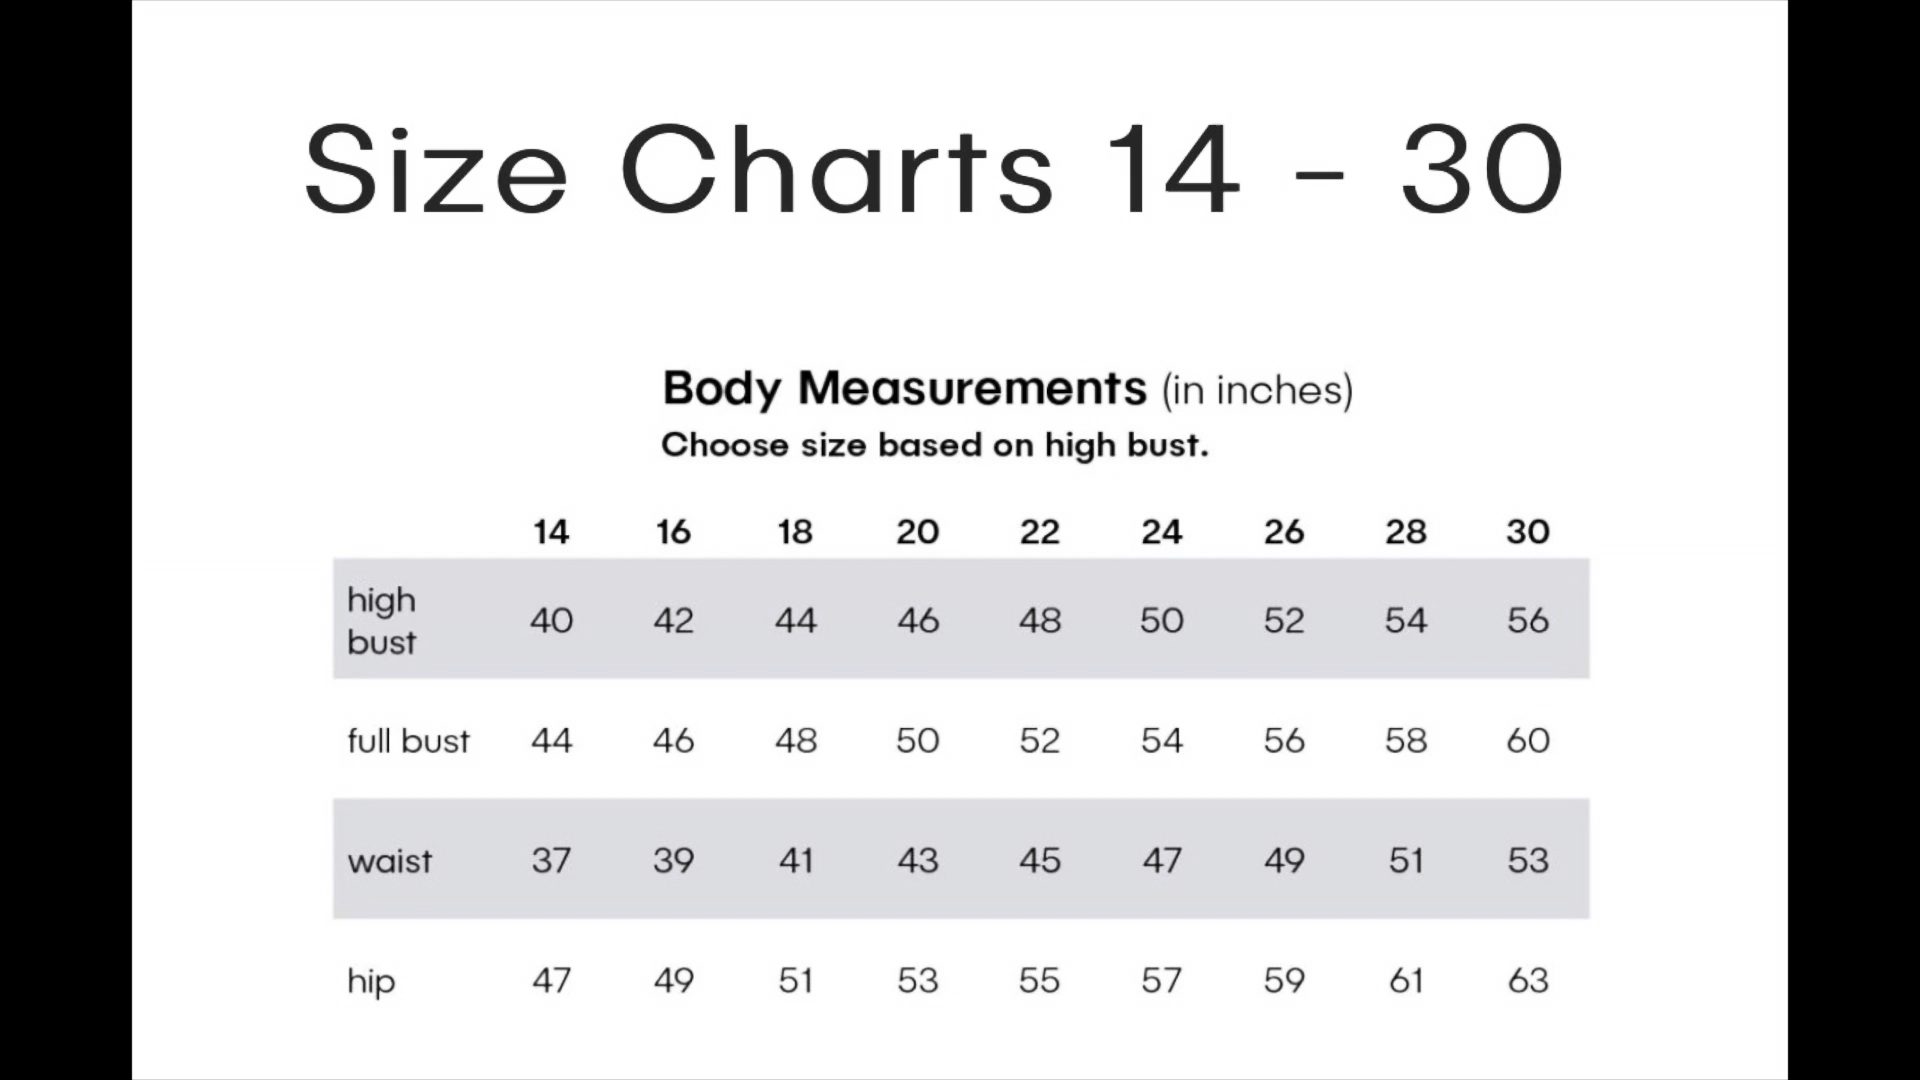 Size Charts 14 - 30
Body Measurements (in inches)
Choose size based on high bust.
14 16 18 20 22 24 26 28 30
high bust 40 42 44 46 48 50 52 54 56
full bust 44 46 48 50 52 54 56 58 60
waist 37 39 41 43 45 47 49 51 53
hip 47 49 51 53 55 57 59 61 63